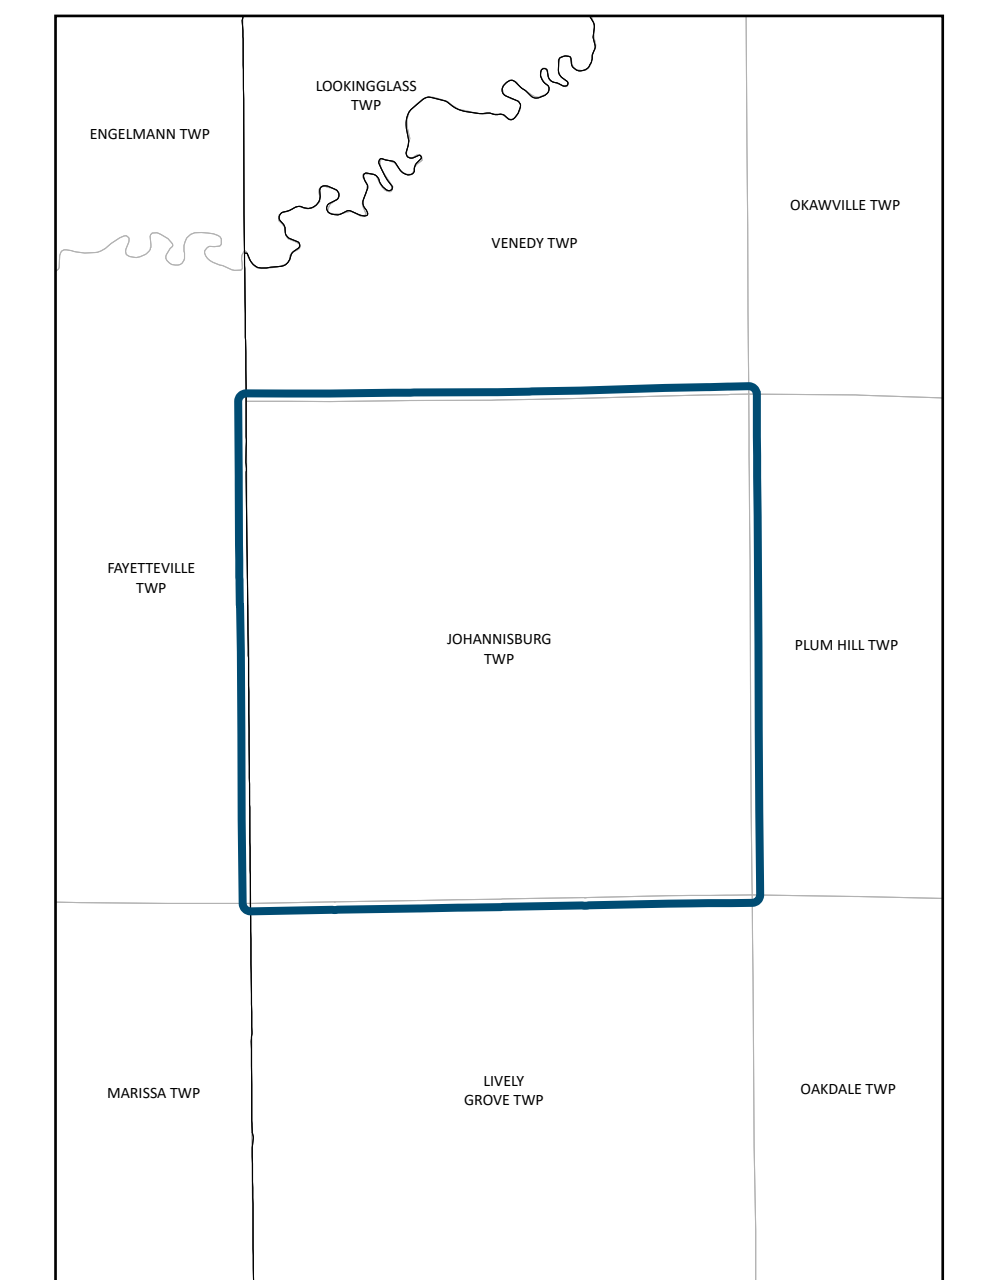 LOOKINGGLASS
TWP
ENGELMANN TWP
OKAWVILLE TWP
VENEDY TWP
FAYETTEVILLE
TWP
JOHANNISBURG
TWP
PLUM HILL TWP
LIVELY
GROVE TWP
MARISSA TWP
OAKDALE TWP